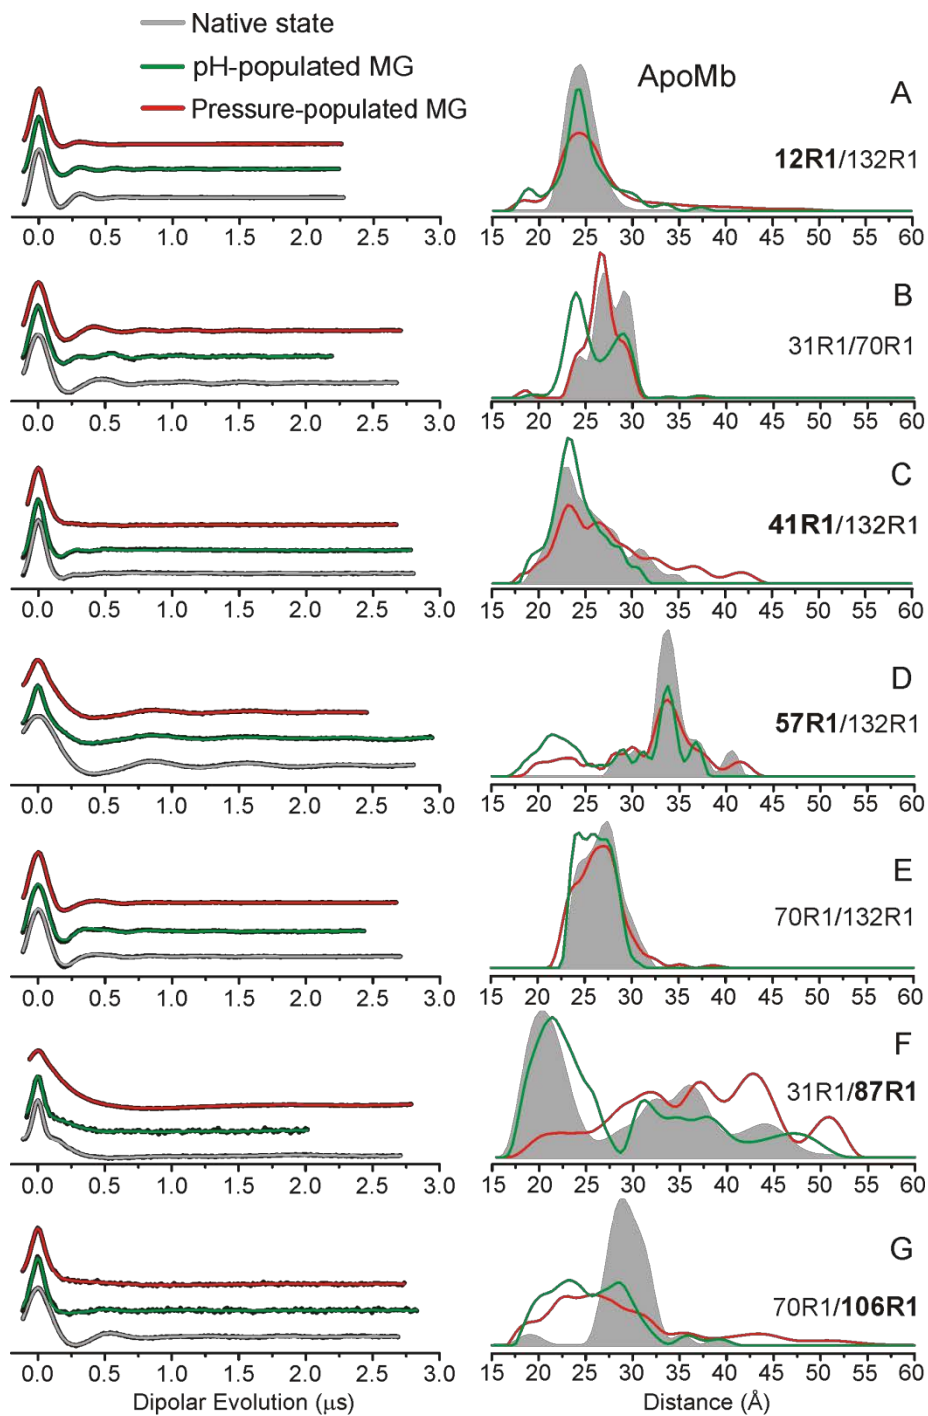 Native state
pH-populated MG
Pressure-populated MG
ApoMb
A
12R1/132R1
0.0 0.5 1.0 1.5 2.0 2.5 3.0
15 20 25 30 35 40 45 50 55 60
B
31R1/70R1
0.0 0.5 1.0 1.5 2.0 2.5 3.0
15 20 25 30 35 40 45 50 55 60
C
41R1/132R1
0.0 0.5 1.0 1.5 2.0 2.5 3.0
15 20 25 30 35 40 45 50 55 60
D
57R1/132R1
0.0 0.5 1.0 1.5 2.0 2.5 3.0
15 20 25 30 35 40 45 50 55 60
E
70R1/132R1
0.0 0.5 1.0 1.5 2.0 2.5 3.0
15 20 25 30 35 40 45 50 55 60
F
31R1/87R1
0.0 0.5 1.0 1.5 2.0 2.5 3.0
15 20 25 30 35 40 45 50 55 60
G
70R1/106R1
0.0 0.5 1.0 1.5 2.0 2.5 3.0
15 20 25 30 35 40 45 50 55 60
Dipolar Evolution (μs)
Distance (Å)